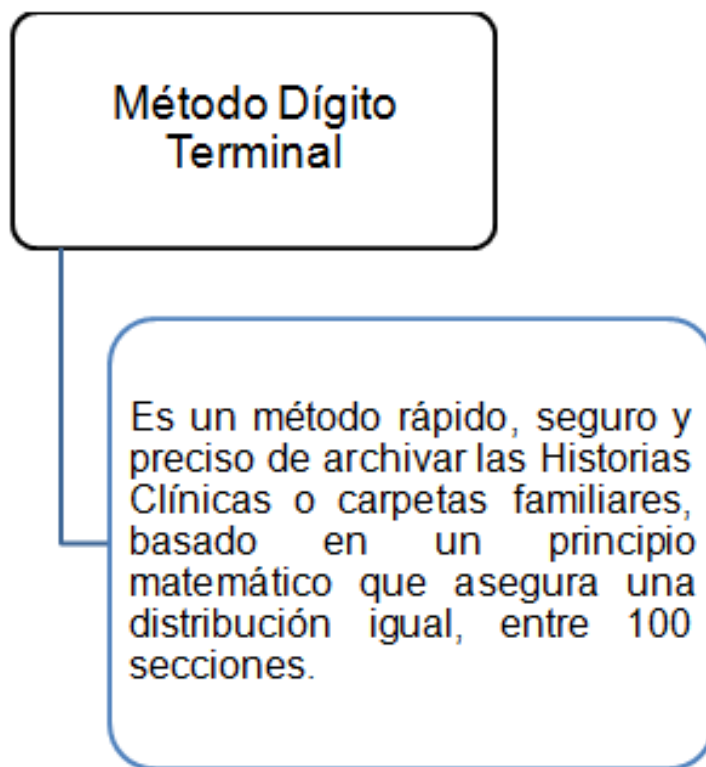 Método Dígito
Terminal
Es un método rápido, seguro y
preciso de archivar las Historias
Clínicas o carpetas familiares,
basado en un principio
matemático que asegura una
distribución igual, entre 100
secciones.